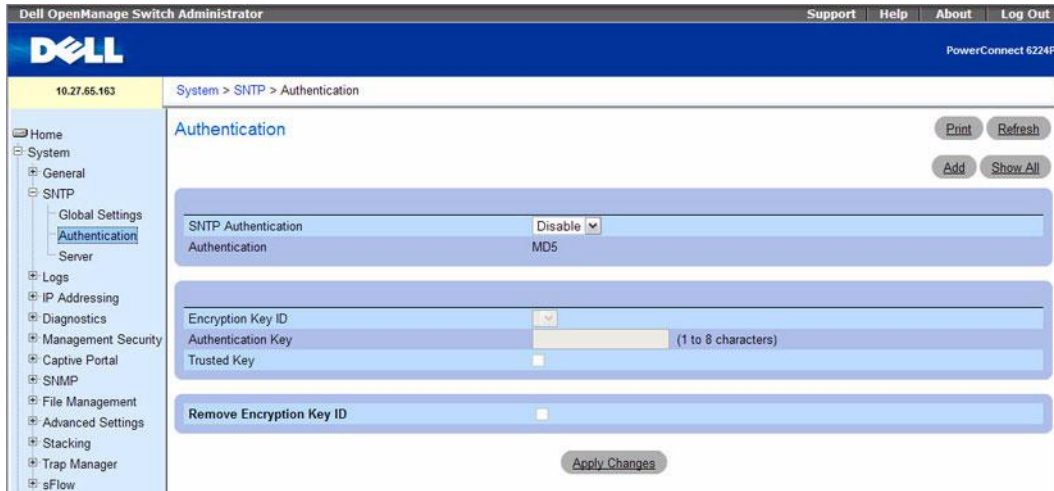 Dell OpenManage Switch Administrator
Support Help About Log Out
DELL
PowerConnect 6224P
10.27.65.163
System > SNTP > Authentication
Home
System
General
SNTP
Global Settings
Authentication
Server
Logs
IP Addressing
Diagnostics
Management Security
Captive Portal
SNMP
File Management
Advanced Settings
Stacking
Trap Manager
sFlow
Authentication
Print Refresh
Add Show All
SNTP Authentication Disable
Authentication MD5
Encryption Key ID
Authentication Key (1 to 8 characters)
Trusted Key
Remove Encryption Key ID
Apply Changes